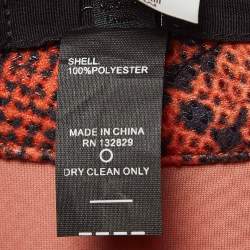 SHELL:
100%POLYESTER
MADE IN CHINA
RN 132829
DRY CLEAN ONLY